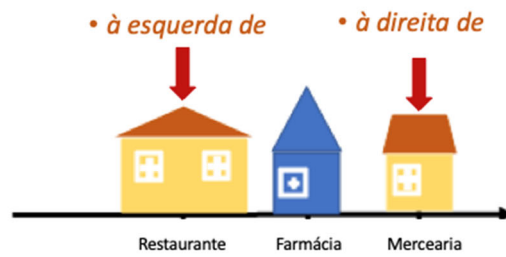 • à esquerda de • à direita de
Restaurante Farmácia Mercearia